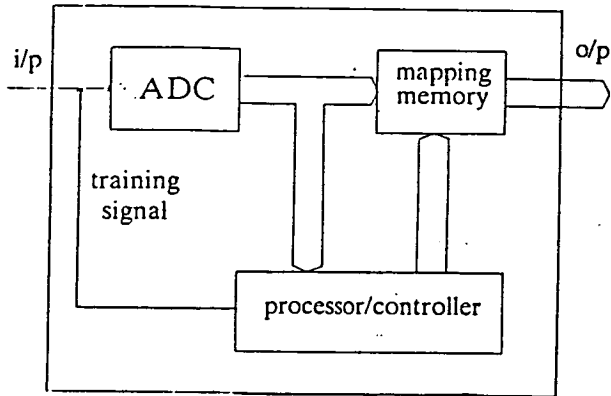 i/p
ADC
mapping
memory
o/p
training
signal
processor/controller